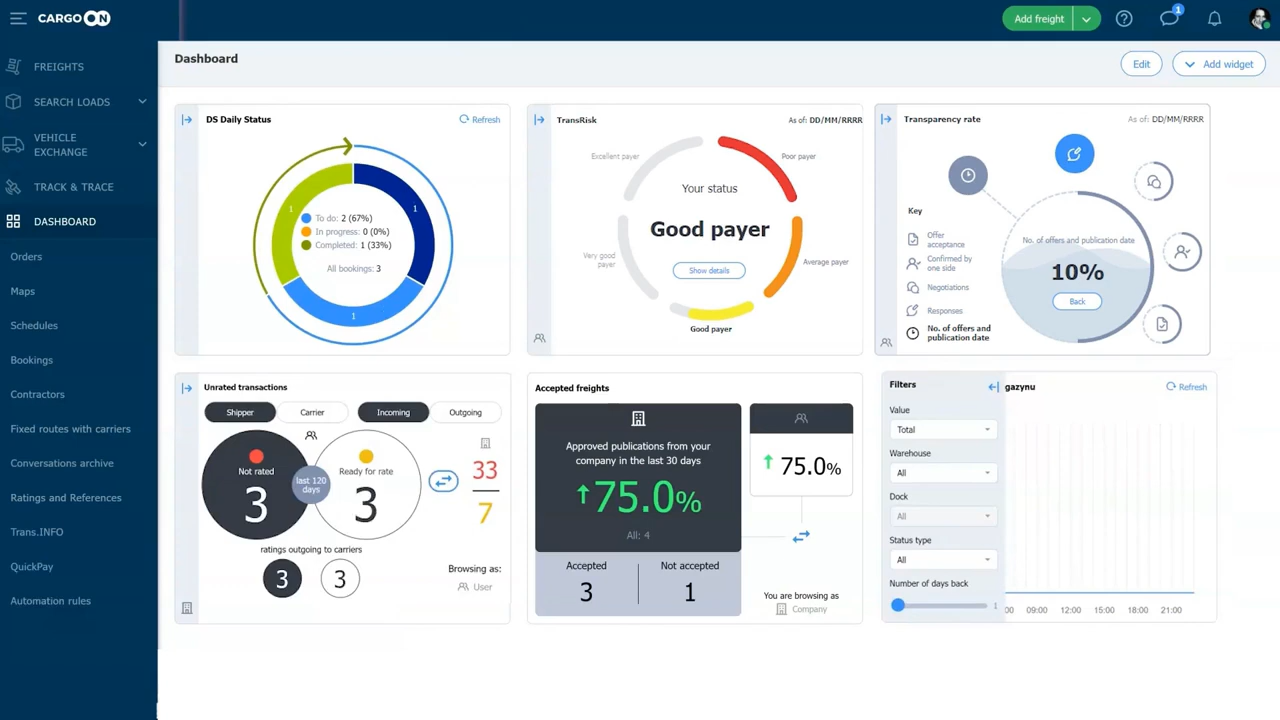 CARGO ON
Add freight
1
FREIGHTS
SEARCH LOADS
VEHICLE
EXCHANGE
TRACK & TRACE
DASHBOARD
Orders
Maps
Schedules
Bookings
Contractors
Fixed routes with carriers
Conversations archive
Ratings and References
Trans.INFO
QuickPay
Automation rules
Dashboard
Edit
Add widget
DS Daily Status
Refresh
1
1
To do: 2 (67%)
In progress: 0 (0%)
Completed: 1 (33%)
All bookings: 3
1
TransRisk
As of: DD/MM/RRRR
Excellent payer
Poor payer
Your status
Good payer
Very good
payer
Average payer
Show details
Good payer
Transparency rate
As of: DD/MM/RRRR
Key
Offer
acceptance
Confirmed by
one side
Negotiations
Responses
No. of offers and
publication date
No. of offers and publication date
10%
Back
Unrated transactions
Shipper
Carrier
Incoming
Outgoing
Not rated
3
last 120
days
Ready for rate
3
33
7
ratings outgoing to carriers
3
3
Browsing as:
User
Accepted freights
Approved publications from your
company in the last 30 days
75.0%
All: 4
Accepted
3
Not accepted
1
75.0%
You are browsing as
Company
Filters
gazynu
Refresh
Value
Total
Warehouse
All
Dock
All
Status type
All
Number of days back
1
00 09:00 12:00 15:00 18:00 21:00